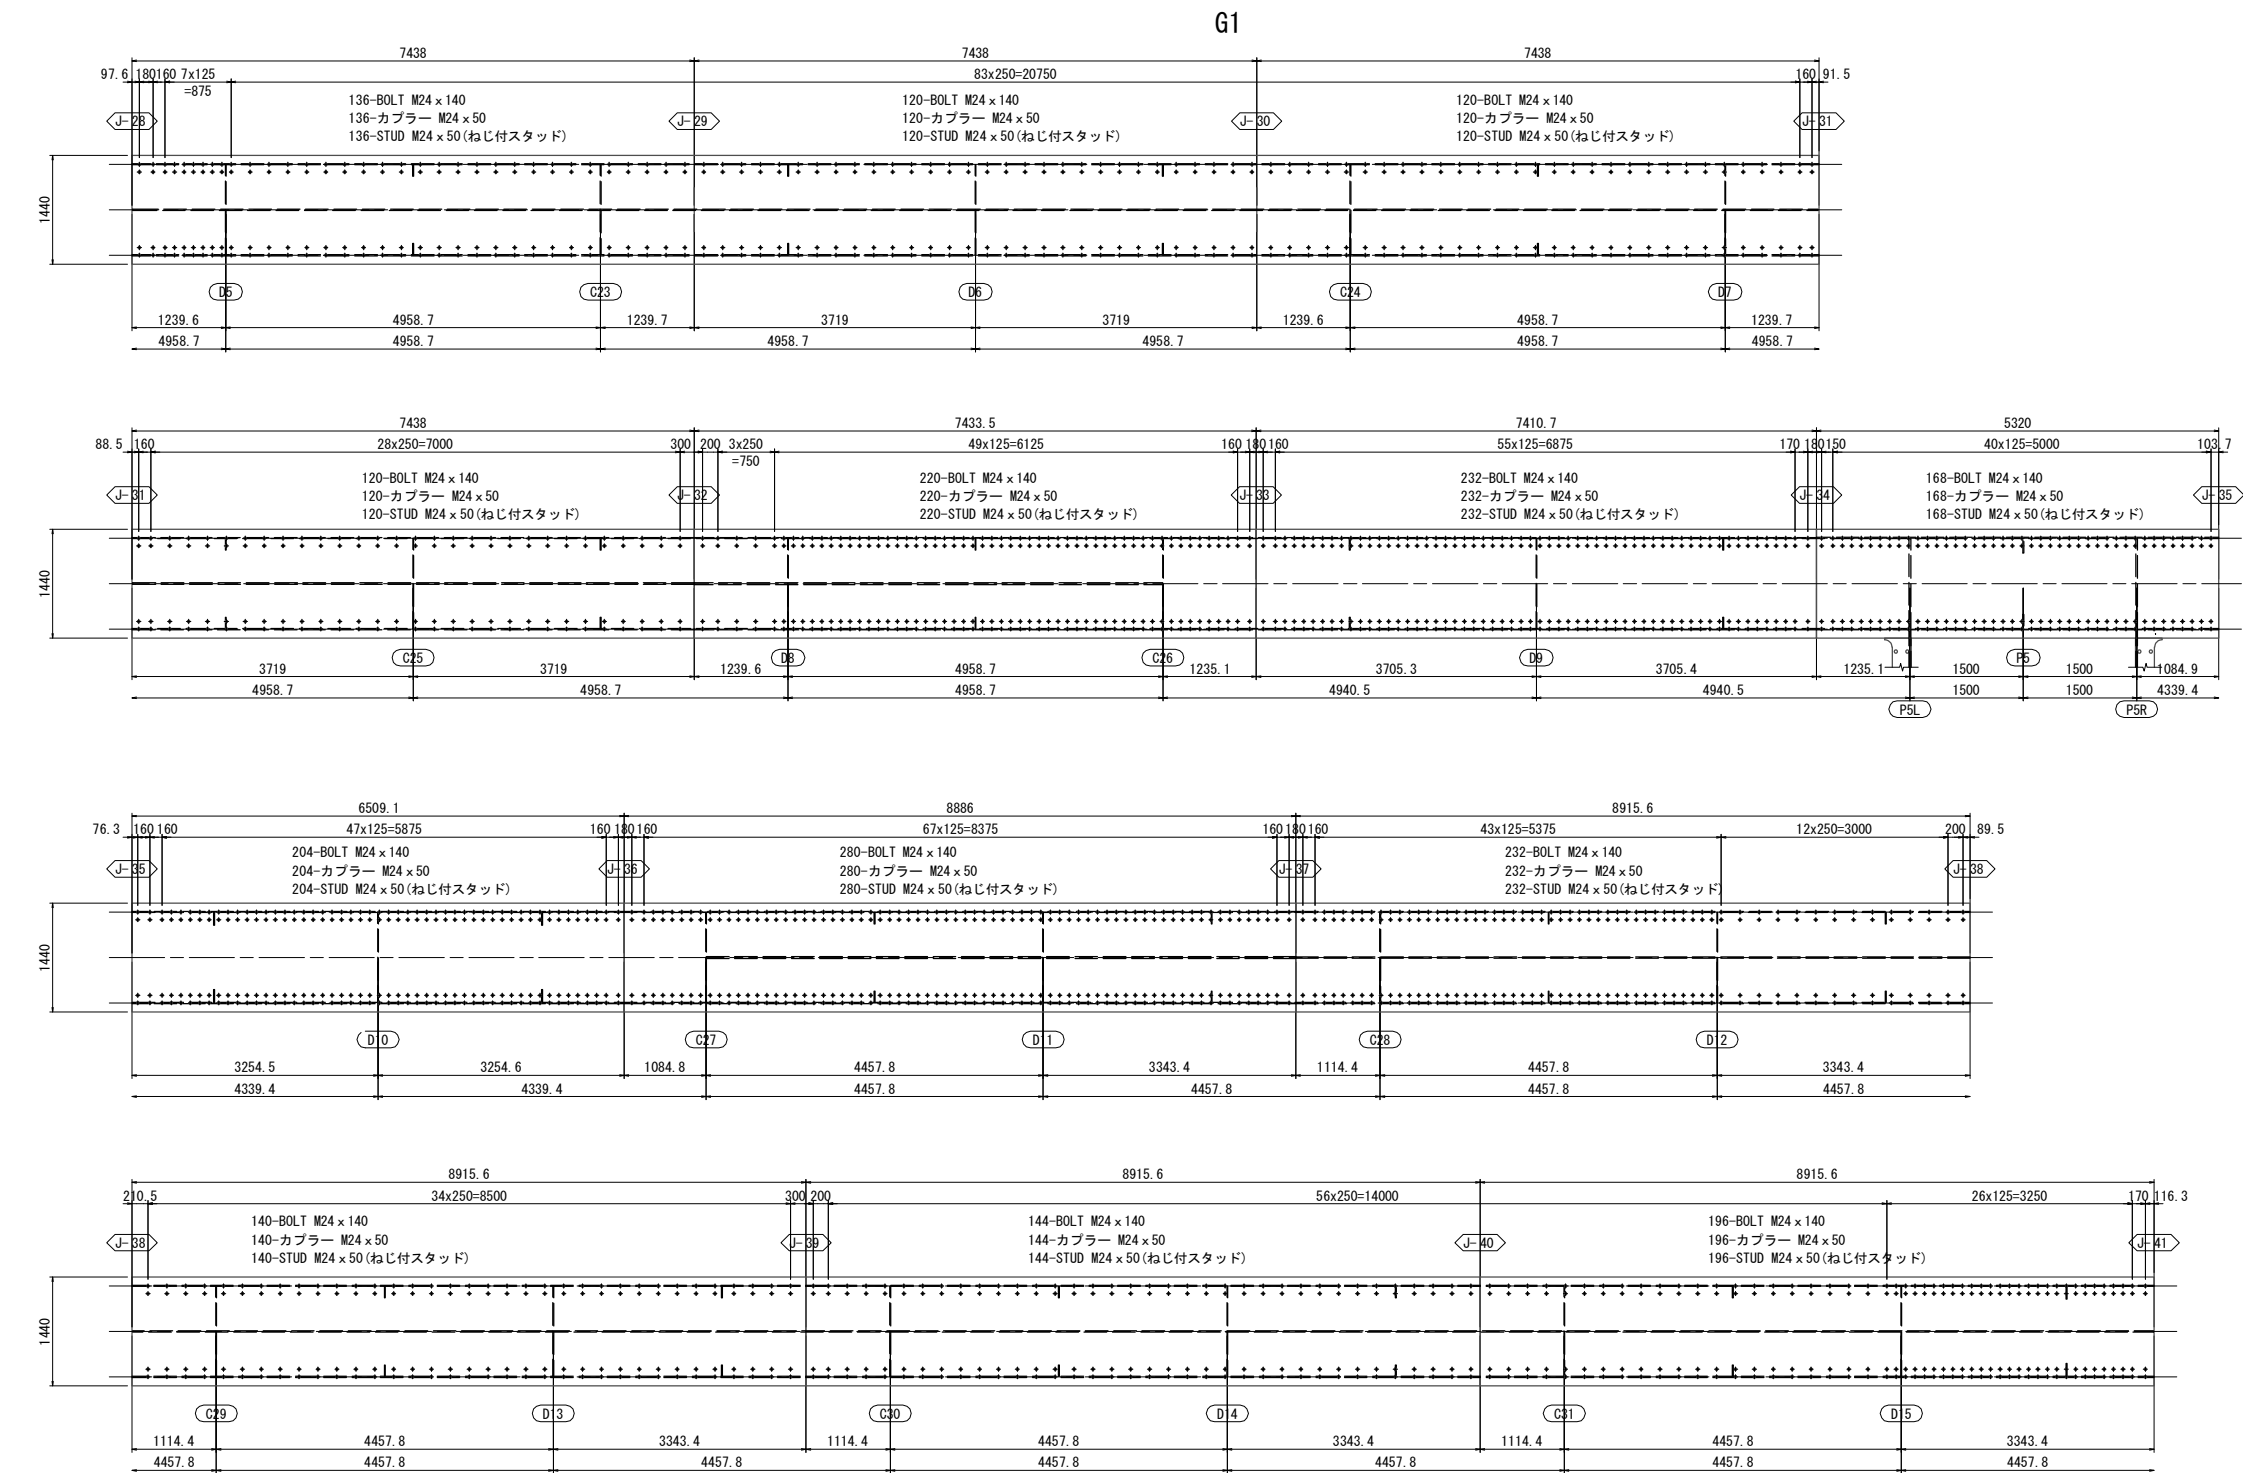 G1
7438 7438 7438
97.6 180 160 7x125 83x250=20750 160 91.5
=875
136-BOLT M24×140 120-BOLT M24×140 120-BOLT M24×140
136-カプラー M24×50 120-カプラー M24×50 120-カプラー M24×50
136-STUD M24×50(ねじ付スタッド) 120-STUD M24×50(ねじ付スタッド) 120-STUD M24×50(ねじ付スタッド)
J-28 J-29 J-30 J-31
1440
D5 C23 D6 C24 D7
1239.6 4958.7 1239.7 3719 3719 1239.6 4958.7 1239.7
4958.7 4958.7 4958.7 4958.7 4958.7 4958.7
7438 7433.5 7410.7 5320
88.5 160 28x250=7000 300 200 3x250 49x125=6125 160 180 160 55x125=6875 170 180 150 40x125=5000 103.7
=750
120-BOLT M24×140 220-BOLT M24×140 232-BOLT M24×140 168-BOLT M24×140
120-カプラー M24×50 220-カプラー M24×50 232-カプラー M24×50 168-カプラー M24×50
120-STUD M24×50(ねじ付スタッド) 220-STUD M24×50(ねじ付スタッド) 232-STUD M24×50(ねじ付スタッド) 168-STUD M24×50(ねじ付スタッド)
J-31 J-32 J-33 J-34 J-35
1440
C25 D8 C26 D9 P5
3719 3719 1239.6 4958.7 1235.1 3705.3 3705.4 1235.1 1500 1500 1084.9
4958.7 4958.7 4958.7 4940.5 4940.5 1500 1500 4339.4
P5L P5R
6509.1 8886 8915.6
76.3 160 160 47x125=5875 160 180 160 67x125=8375 160 180 160 43x125=5375 12x250=3000 200 89.5
204-BOLT M24×140 280-BOLT M24×140 232-BOLT M24×140
204-カプラー M24×50 280-カプラー M24×50 232-カプラー M24×50
204-STUD M24×50(ねじ付スタッド) 280-STUD M24×50(ねじ付スタッド) 232-STUD M24×50(ねじ付スタッド)
J-35 J-36 J-37 J-38
1440
D10 C27 D11 C28 D12
3254.5 3254.6 1084.8 4457.8 3343.4 1114.4 4457.8 3343.4
4339.4 4339.4 4457.8 4457.8 4457.8 4457.8
8915.6 8915.6 8915.6
210.5 34x250=8500 300 200 56x250=14000 26x125=3250 170 116.3
140-BOLT M24×140 144-BOLT M24×140 196-BOLT M24×140
140-カプラー M24×50 144-カプラー M24×50 196-カプラー M24×50
140-STUD M24×50(ねじ付スタッド) 144-STUD M24×50(ねじ付スタッド) 196-STUD M24×50(ねじ付スタッド)
J-38 J-39 J-40 J-41
1440
C29 D13 C30 D14 C31 D15
1114.4 4457.8 3343.4 1114.4 4457.8 3343.4 1114.4 4457.8 3343.4
4457.8 4457.8 4457.8 4457.8 4457.8 4457.8 4457.8